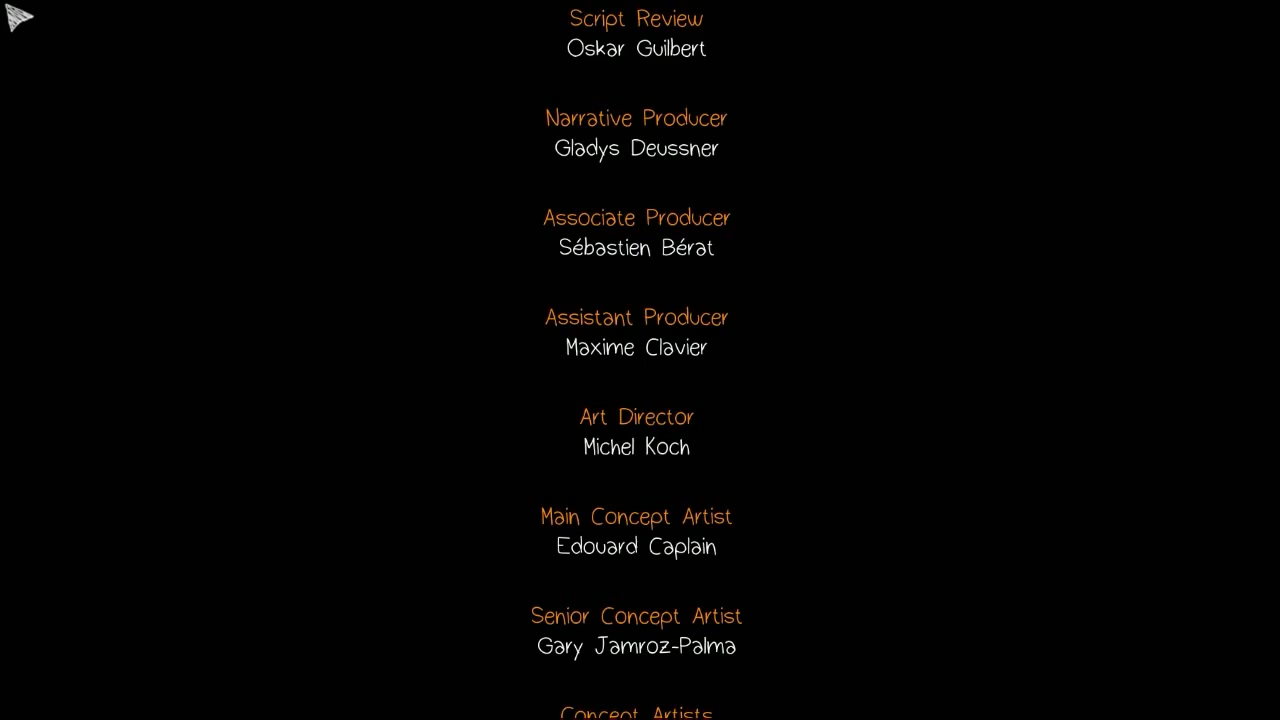 Script Review
Oskar Guilbert
Narrative Producer
Gladys Deussner
Associate Producer
Sébastien Bérat
Assistant Producer
Maxime Clavier
Art Director
Michel Koch
Main Concept Artist
Edouard Caplain
Senior Concept Artist
Gary Jamroz-Palma
Concept Artists